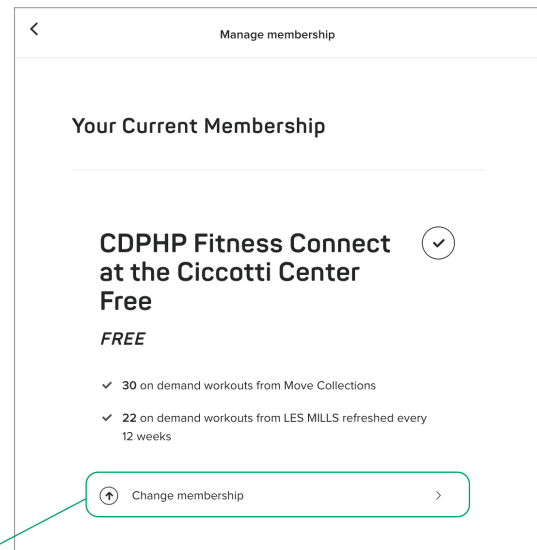 Manage membership
Your Current Membership
CDPHP Fitness Connect
at the Ciccotti Center
Free
FREE
30 on demand workouts from Move Collections
22 on demand workouts from LES MILLS refreshed every
12 weeks
Change membership